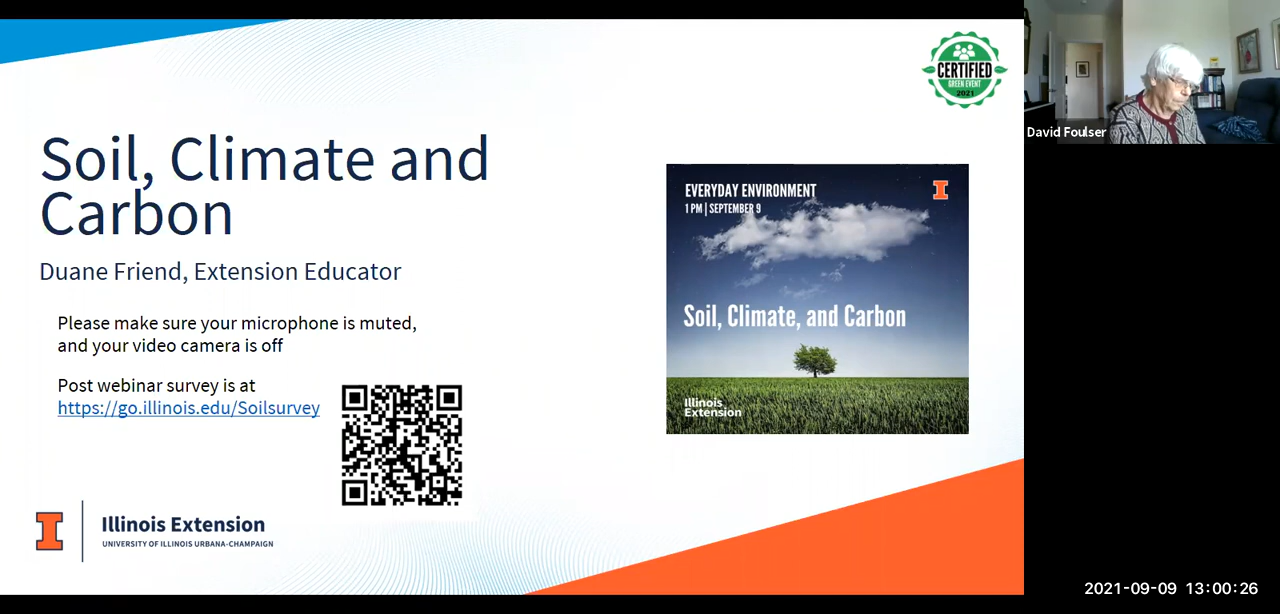 Soil, Climate and
Carbon
Duane Friend, Extension Educator
Please make sure your microphone is muted,
and your video camera is off
Post webinar survey is at
https://go.illinois.edu/Soilsurvey
Illinois Extension
UNIVERSITY OF ILLINOIS URBANA-CHAMPAIGN
CERTIFIED
GREEN EVENT
2021
EVERYDAY ENVIRONMENT
1 PM | SEPTEMBER 9
Soil, Climate, and Carbon
Illinois
Extension
David Foulser
2021-09-09 13:00:26